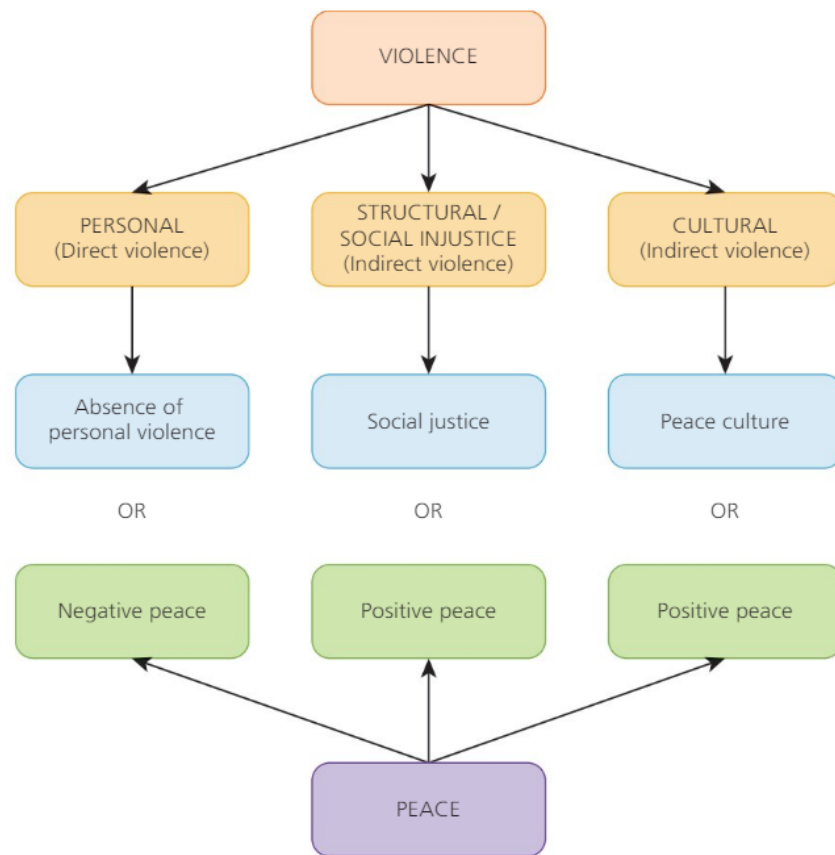 VIOLENCE
PERSONAL
(Direct violence)
STRUCTURAL /
SOCIAL INJUSTICE
(Indirect violence)
CULTURAL
(Indirect violence)
Absence of
personal violence
Social justice
Peace culture
OR
OR
OR
Negative peace
Positive peace
Positive peace
PEACE